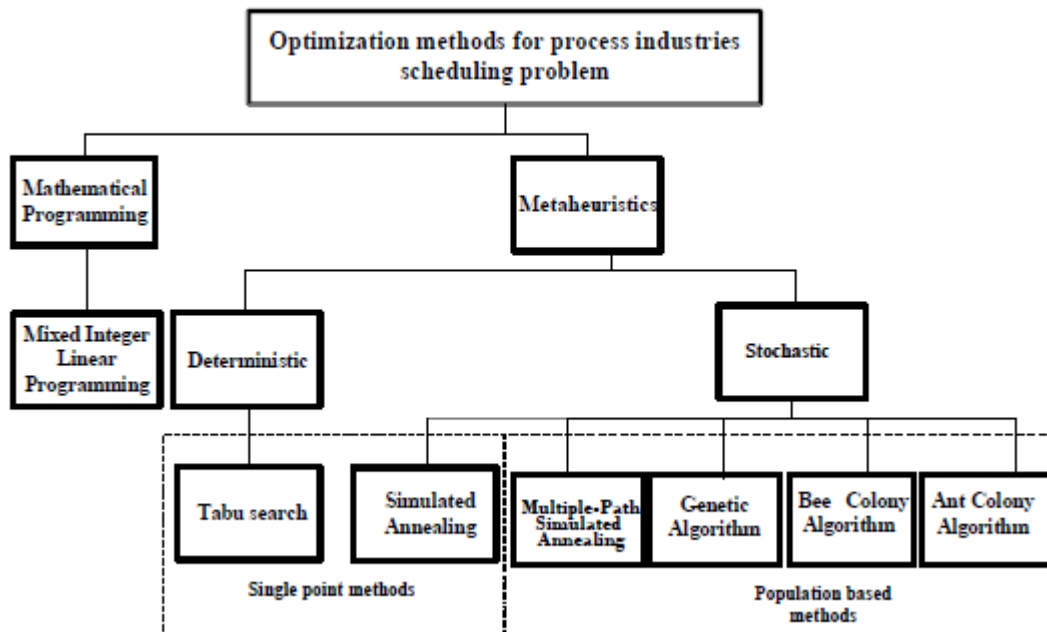 Optimization methods for process industries
scheduling problem
Mathematical
Programming
Metaheuristics
Mixed Integer
Linear
Programming
Deterministic
Stochastic
Tabu search
Simulated
Annealing
Multiple-Path
Simulated
Annealing
Genetic
Algorithm
Bee Colony
Algorithm
Ant Colony
Algorithm
Single point methods
Population based
methods